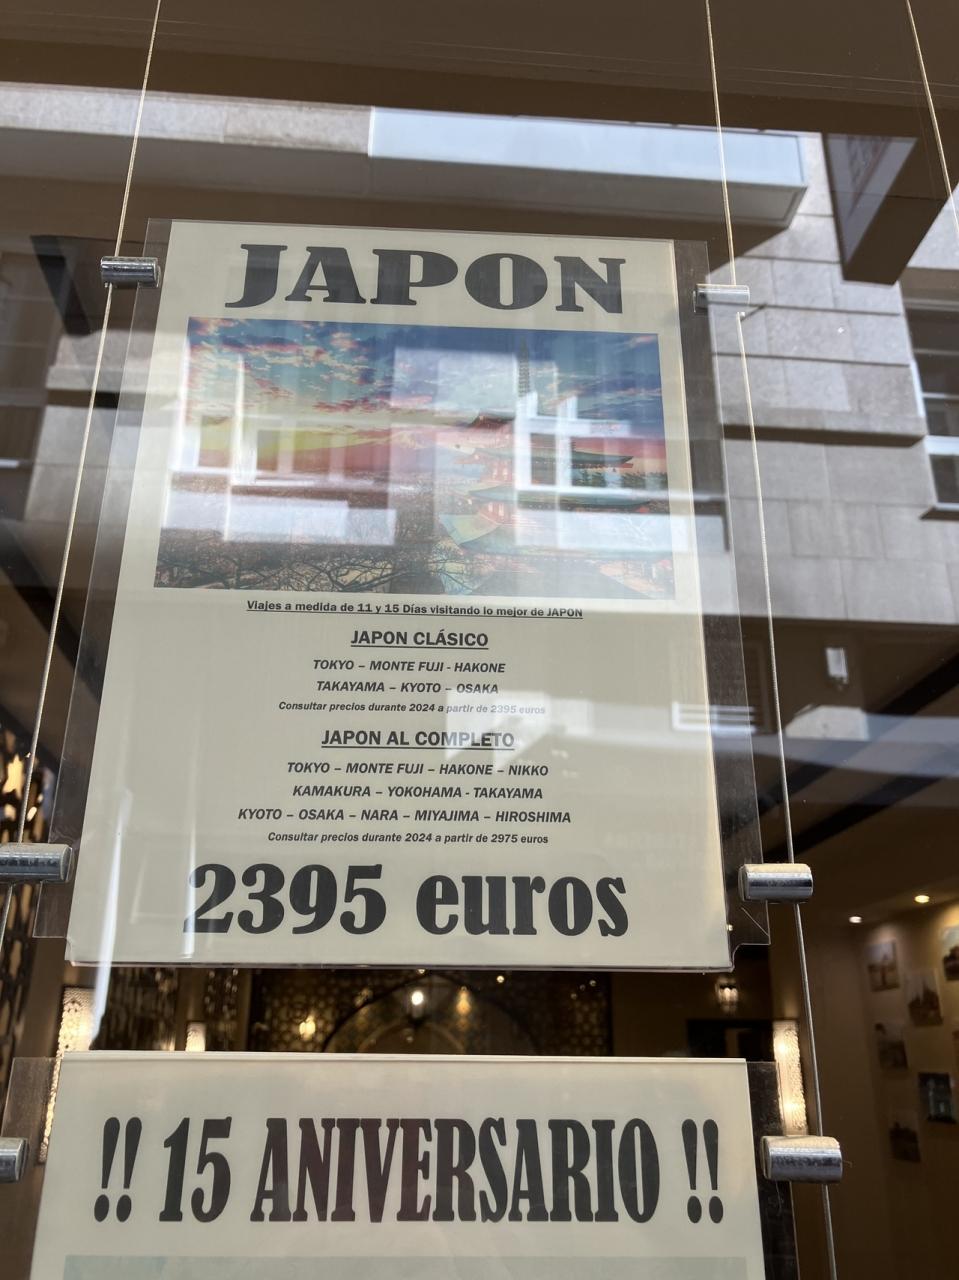 JAPON
Viajes a medida de 11 y 15 Días visitando lo mejor de JAPON
JAPON CLÁSICO
TOKYO – MONTE FUJI - HAKONE
TAKAYAMA – KYOTO – OSAKA
Consultar precios durante 2024 a partir de 2395 euros
JAPON AL COMPLETO
TOKYO – MONTE FUJI – HAKONE – NIKKO
KAMAKURA – YOKOHAMA - TAKAYAMA
KYOTO – OSAKA – NARA – MIYAJIMA – HIROSHIMA
Consultar precios durante 2024 a partir de 2975 euros
2395 euros
!! 15 ANIVERSARIO !!